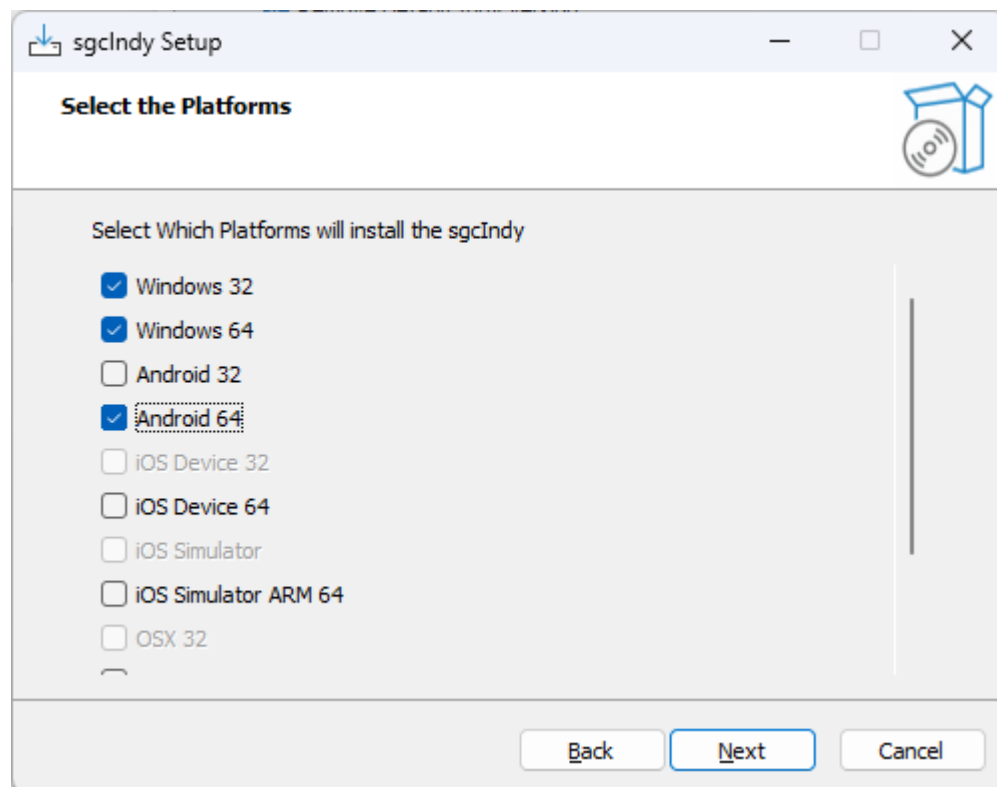 sgcIndy Setup
Select the Platforms
Select Which Platforms will install the sgcIndy
Windows 32
Windows 64
Android 32
Android 64
iOS Device 32
iOS Device 64
iOS Simulator
iOS Simulator ARM 64
OSX 32
Back
Next
Cancel